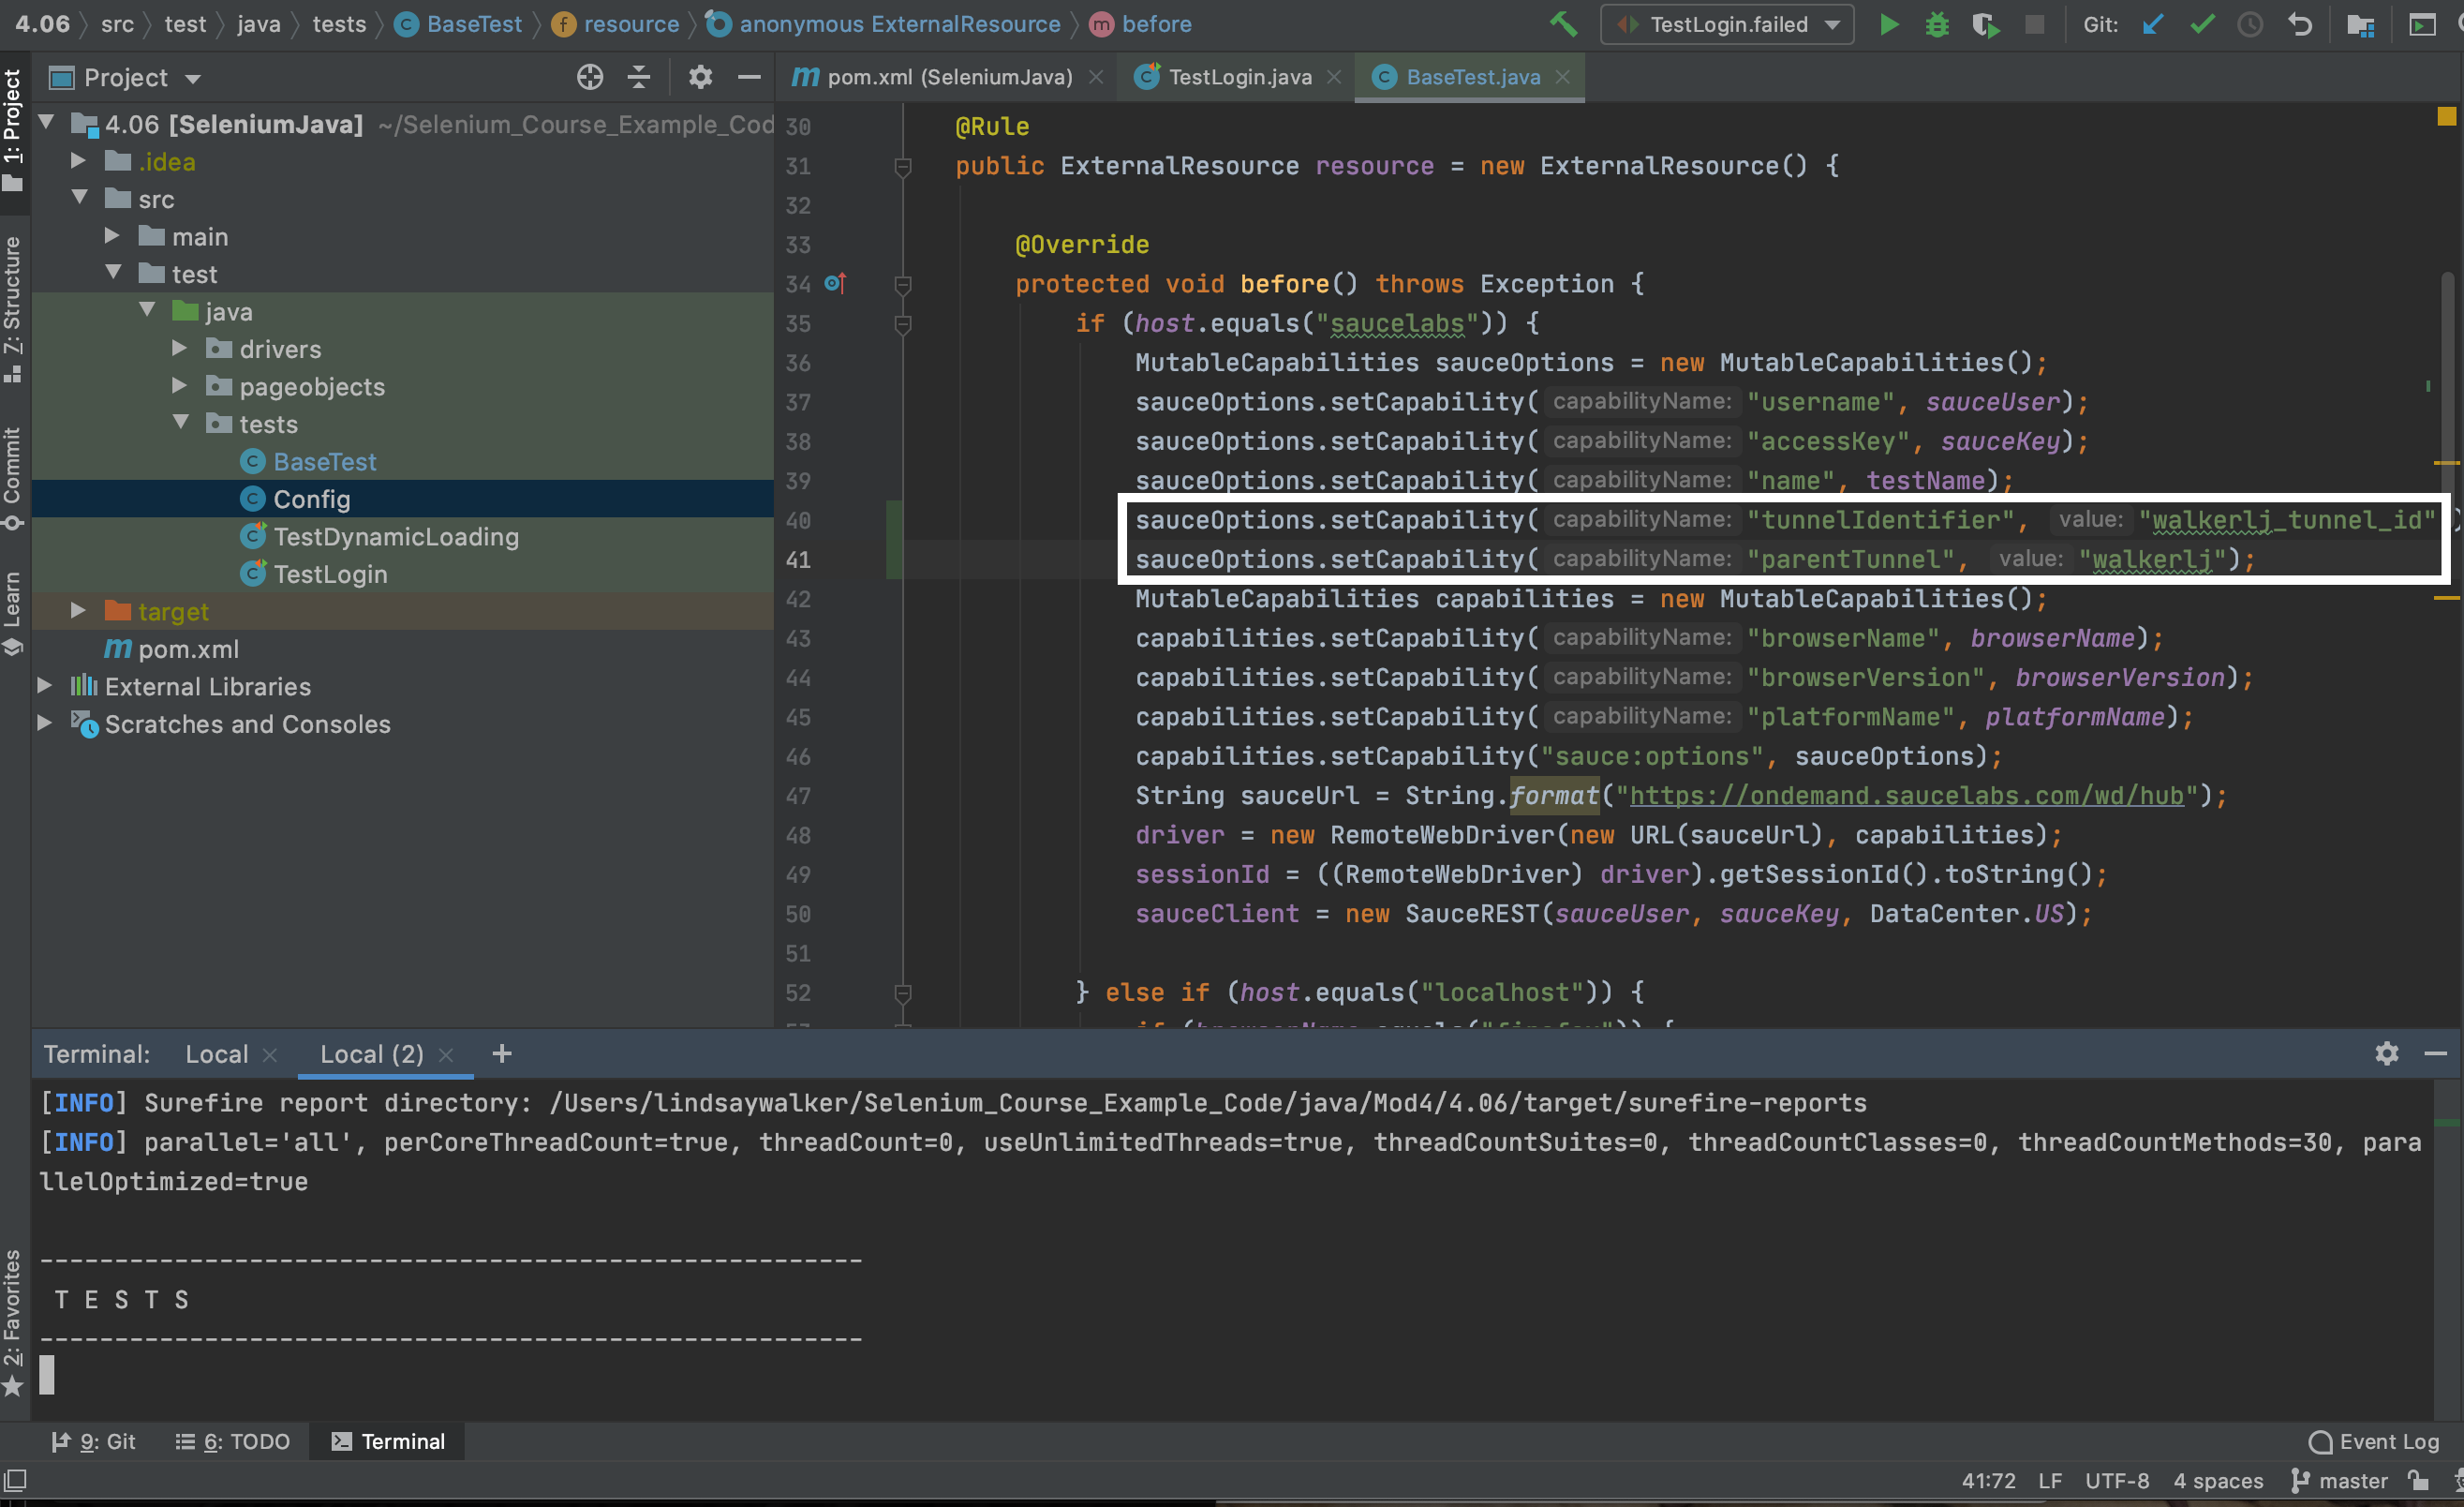 4.06 src test java tests BaseTest resource anonymous ExternalResource before TestLogin.failed Git:
1: Project
Z: Structure
Commit
Learn
2: Favorites
Project
4.06 [SeleniumJava] ~/Selenium_Course_Example_Cod
.idea
src
main
test
java
drivers
pageobjects
tests
BaseTest
Config
TestDynamicLoading
TestLogin
target
pom.xml
External Libraries
Scratches and Consoles
pom.xml (SeleniumJava) TestLogin.java BaseTest.java
30 @Rule
31 public ExternalResource resource = new ExternalResource() {
32
33 @Override
34 protected void before() throws Exception {
35 if (host.equals("saucelabs")) {
36 MutableCapabilities sauceOptions = new MutableCapabilities();
37 sauceOptions.setCapability( capabilityName: "username", sauceUser);
38 sauceOptions.setCapability( capabilityName: "accessKey", sauceKey);
39 sauceOptions.setCapability( capabilityName: "name", testName);
40 sauceOptions.setCapability( capabilityName: "tunnelIdentifier", value: "walkerlj_tunnel_id"
41 sauceOptions.setCapability( capabilityName: "parentTunnel", value: "walkerlj");
42 MutableCapabilities capabilities = new MutableCapabilities();
43 capabilities.setCapability( capabilityName: "browserName", browserName);
44 capabilities.setCapability( capabilityName: "browserVersion", browserVersion);
45 capabilities.setCapability( capabilityName: "platformName", platformName);
46 capabilities.setCapability("sauce:options", sauceOptions);
47 String sauceUrl = String.format("https://ondemand.saucelabs.com/wd/hub");
48 driver = new RemoteWebDriver(new URL(sauceUrl), capabilities);
49 sessionId = ((RemoteWebDriver) driver).getSessionId().toString();
50 sauceClient = new SauceREST(sauceUser, sauceKey, DataCenter.US);
51
52 } else if (host.equals("localhost")) {
Terminal: Local Local (2) +
[INFO] Surefire report directory: /Users/lindsaywalker/Selenium_Course_Example_Code/java/Mod4/4.06/target/surefire-reports
[INFO] parallel='all', perCoreThreadCount=true, threadCount=0, useUnlimitedThreads=true, threadCountSuites=0, threadCountClasses=0, threadCountMethods=30, para
llelOptimized=true
-------------------------------------------------------
T E S T S
-------------------------------------------------------
9: Git 6: TODO Terminal Event Log
41:72 LF UTF-8 4 spaces master